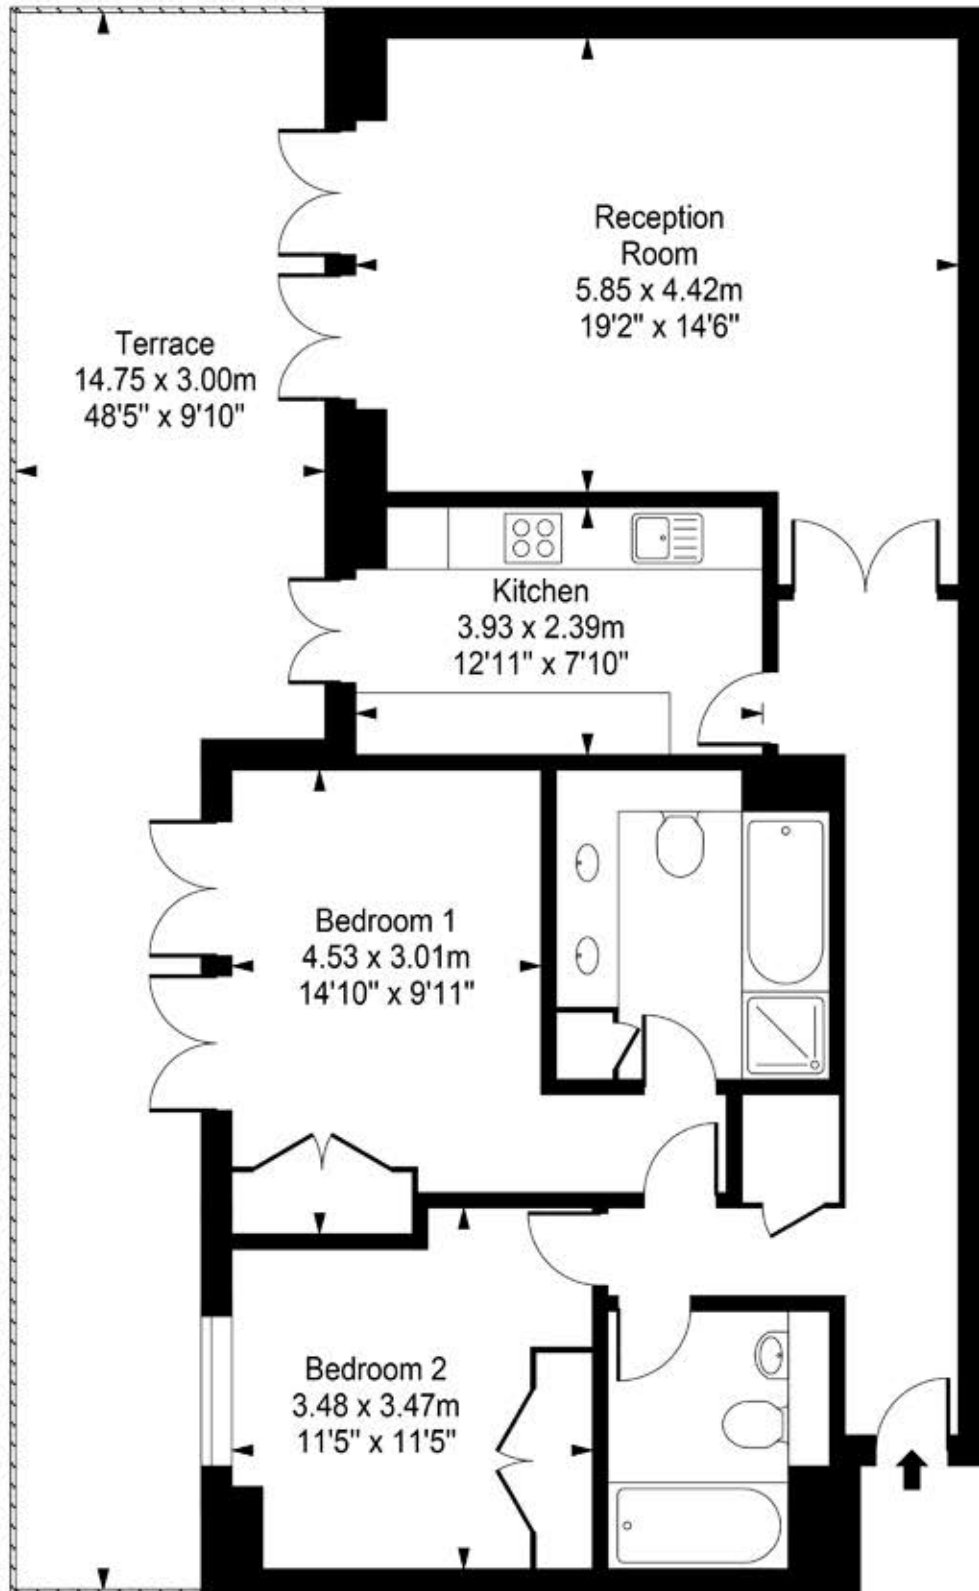 Reception
Room
5.85 x 4.42m
19'2" x 14'6"
Terrace
14.75 x 3.00m
48'5" x 9'10"
Kitchen
3.93 x 2.39m
12'11" x 7'10"
Bedroom 1
4.53 x 3.01m
14'10" x 9'11"
Bedroom 2
3.48 x 3.47m
11'5" x 11'5"